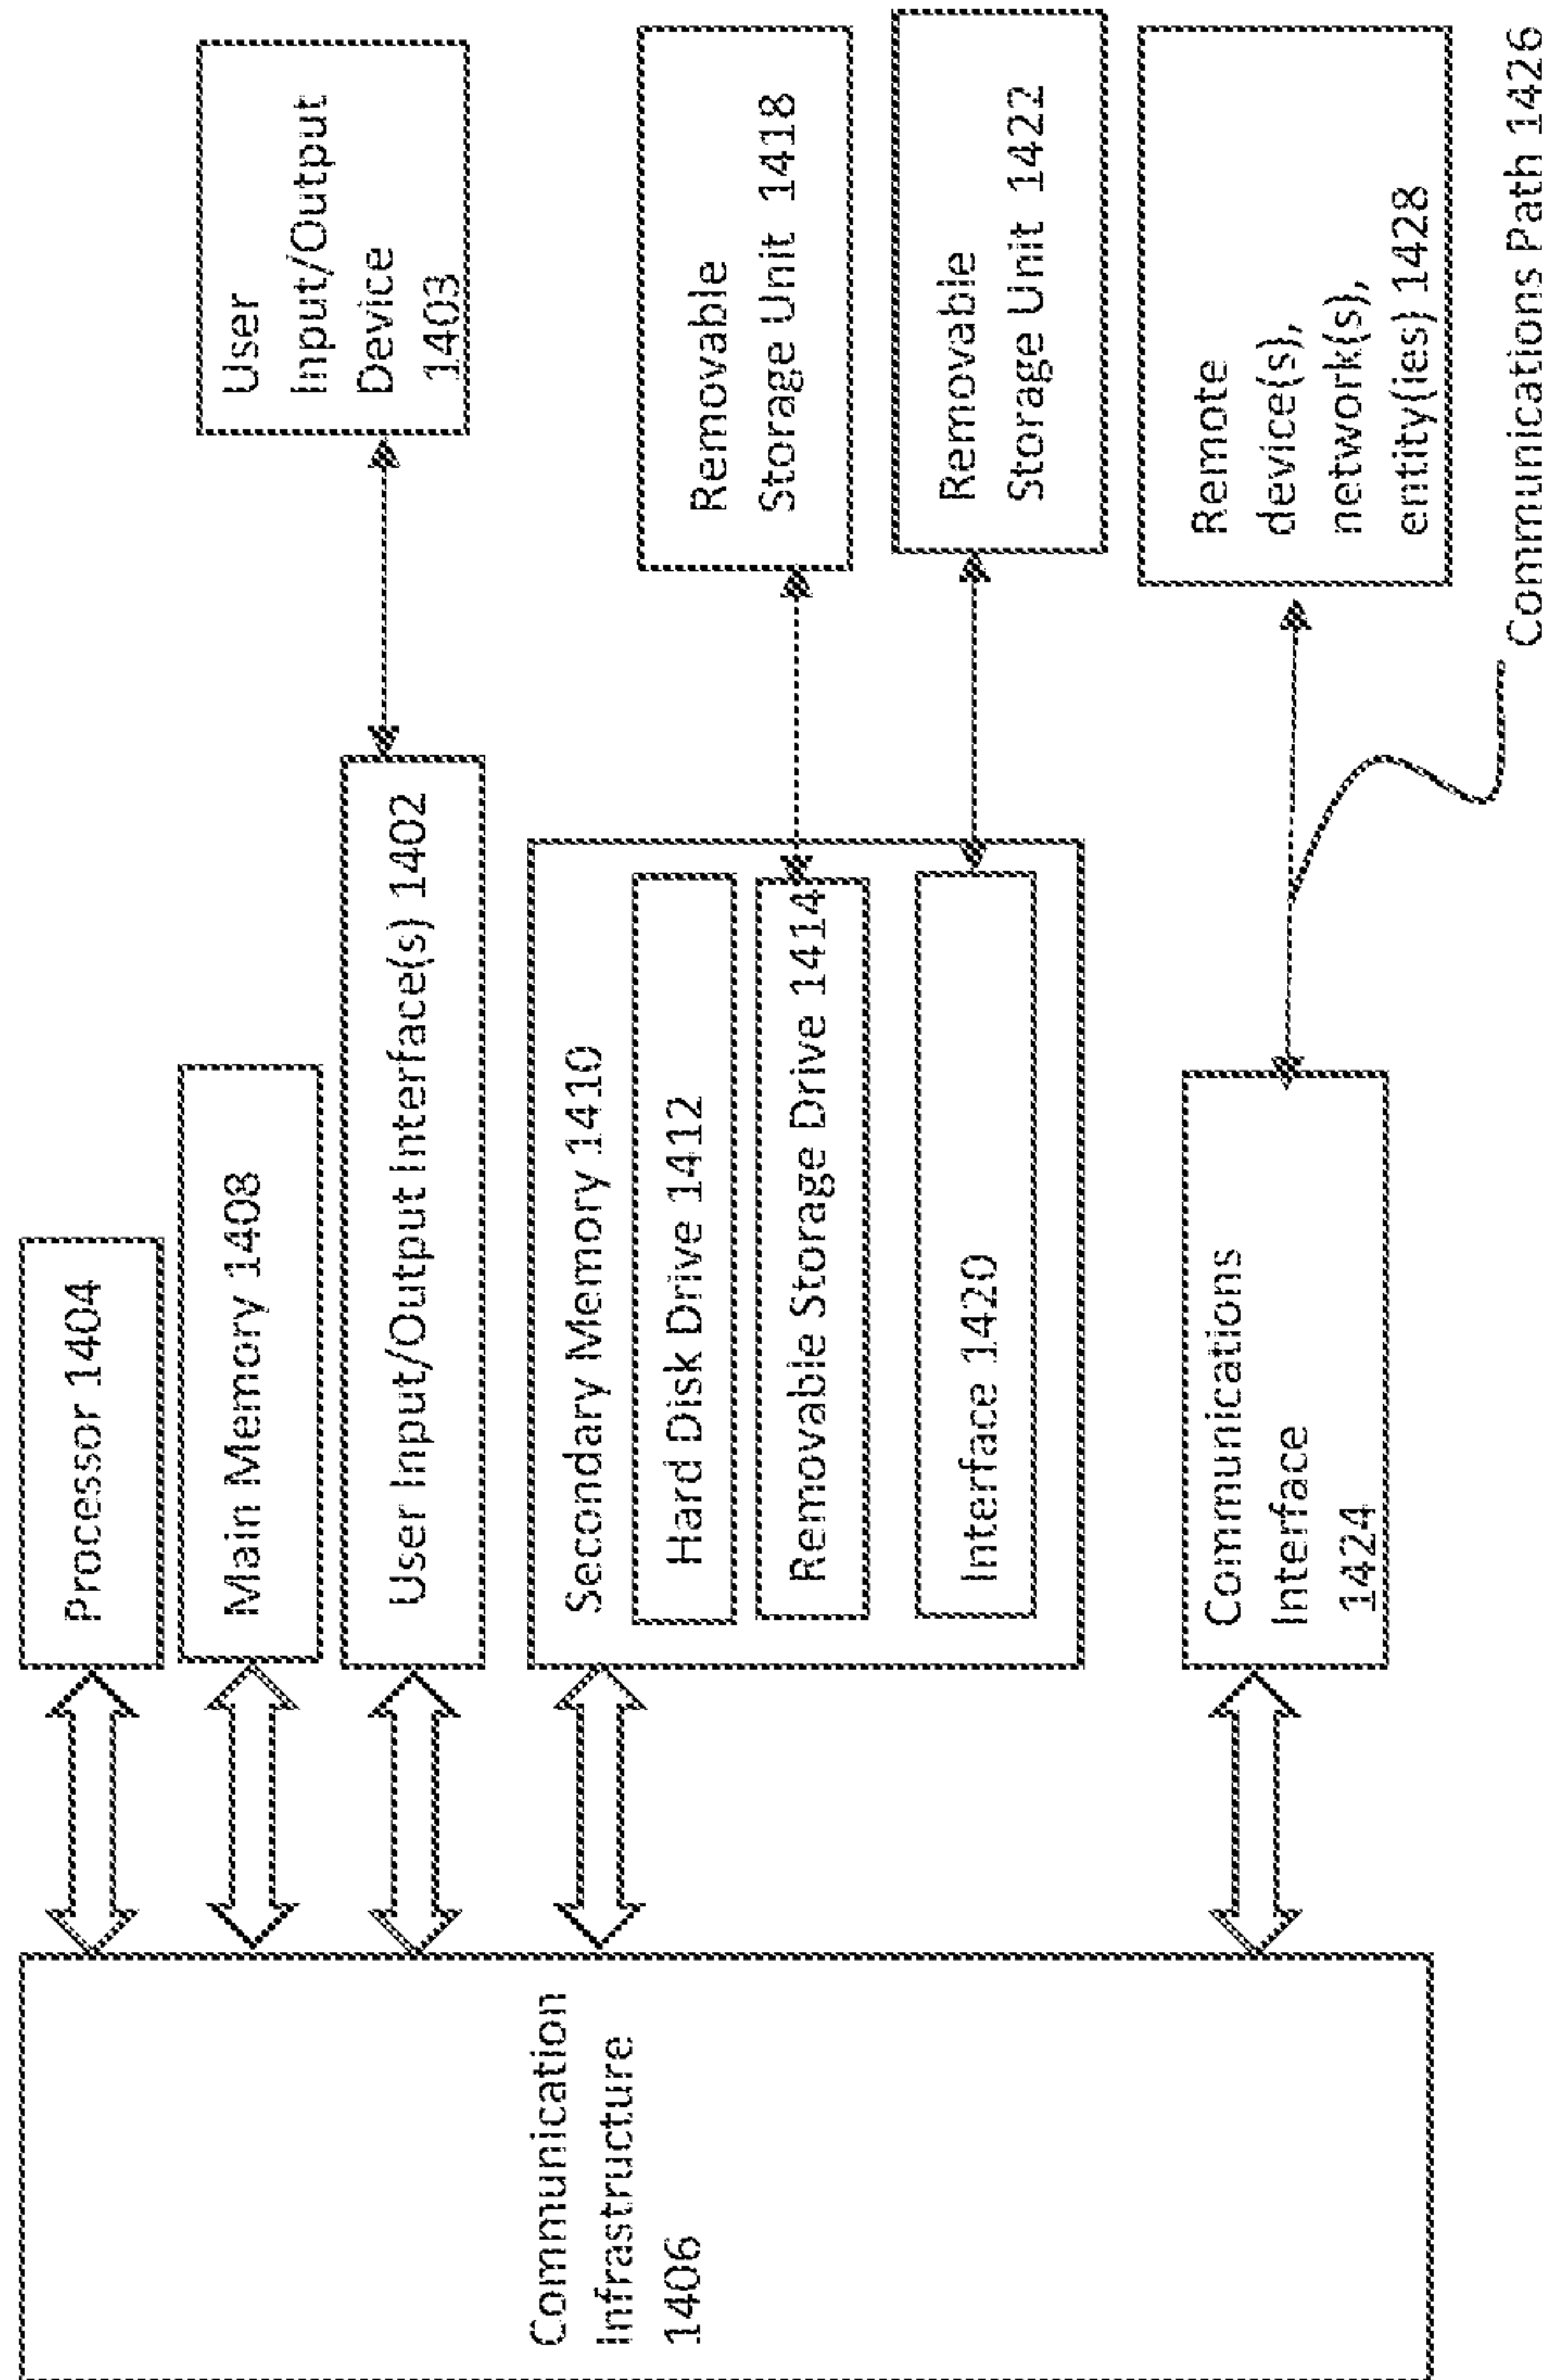 Processor 1404
Main Memory 1408
User Input/Output Interface(s) 1402
User
Input/Output
Device
1403
Communication
Infrastructure
1406
Secondary Memory 1410
Hard Disk Drive 1412
Removable Storage Drive 1414
Interface 1420
Removable
Storage Unit 1418
Removable
Storage Unit 1422
Communications
Interface
1424
Remote
device(s),
network(s),
entity(ies) 1428
Communications Path 1426